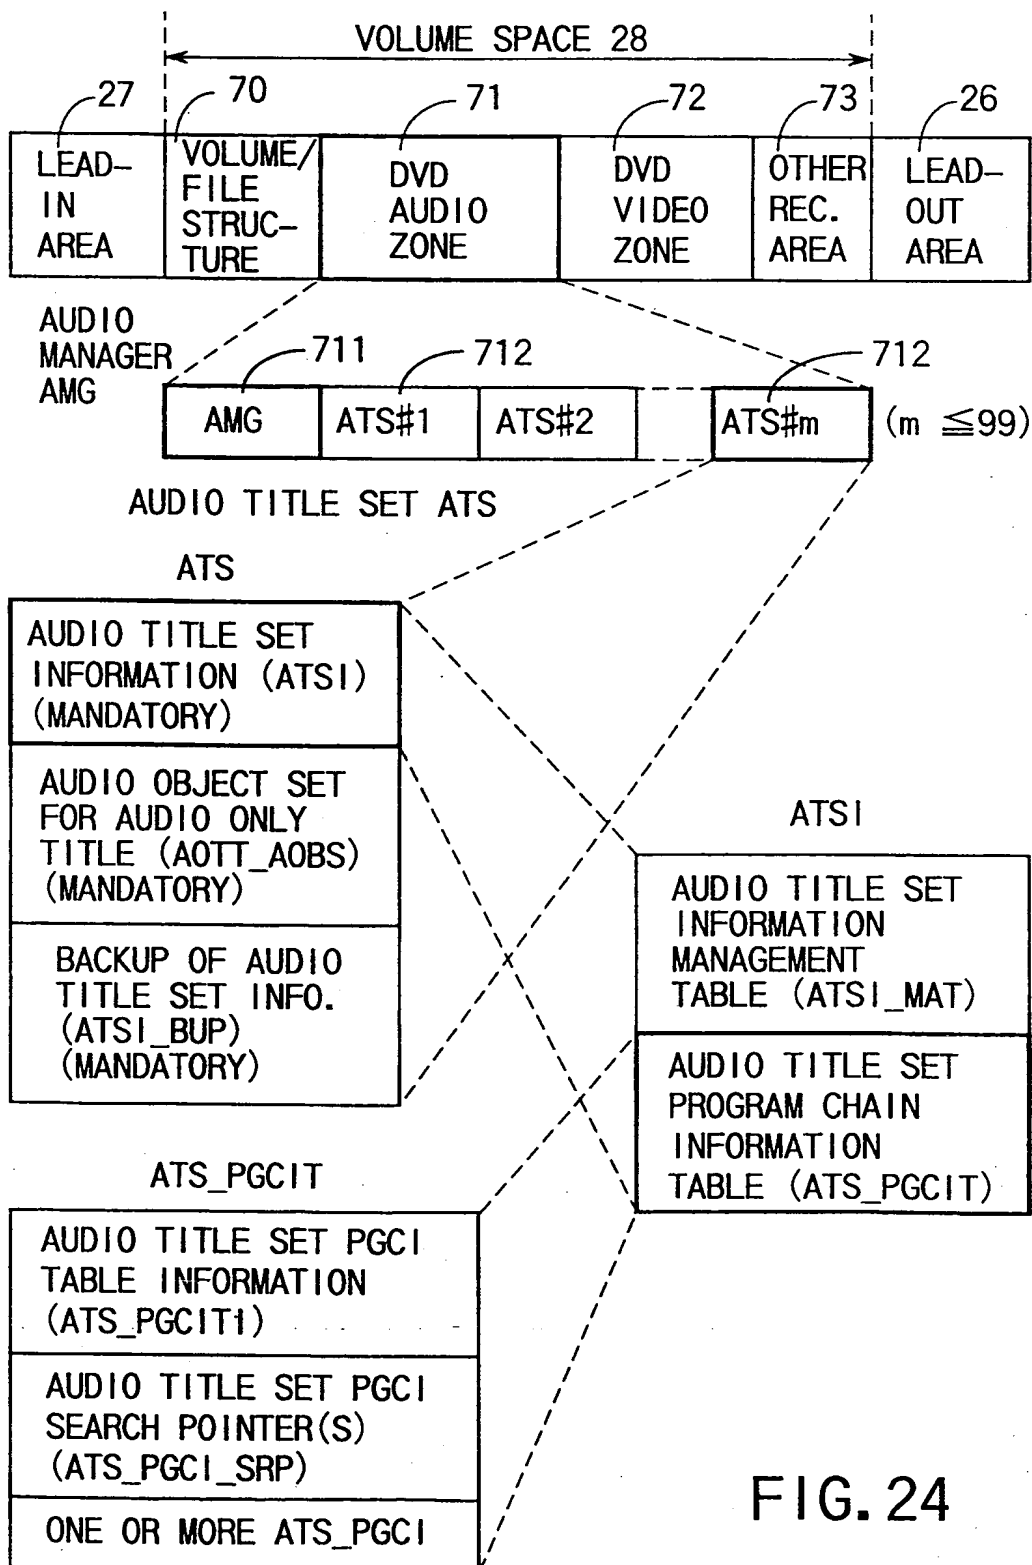 VOLUME SPACE 28
27
70
71
72
73
26
LEAD-
IN
AREA
VOLUME/
FILE
STRUC-
TURE
DVD
AUDIO
ZONE
DVD
VIDEO
ZONE
OTHER
REC.
AREA
LEAD-
OUT
AREA
AUDIO
MANAGER
AMG
711
712
712
AMG
ATS#1
ATS#2
ATS#m
(m ≦99)
AUDIO TITLE SET ATS
ATS
AUDIO TITLE SET
INFORMATION (ATSI)
(MANDATORY)
AUDIO OBJECT SET
FOR AUDIO ONLY
TITLE (AOTT_AOBS)
(MANDATORY)
BACKUP OF AUDIO
TITLE SET INFO.
(ATSI_BUP)
(MANDATORY)
ATSI
AUDIO TITLE SET
INFORMATION
MANAGEMENT
TABLE (ATSI_MAT)
AUDIO TITLE SET
PROGRAM CHAIN
INFORMATION
TABLE (ATS_PGCIT)
ATS_PGCIT
AUDIO TITLE SET PGCI
TABLE INFORMATION
(ATS_PGCITI)
AUDIO TITLE SET PGCI
SEARCH POINTER(S)
(ATS_PGCI_SRP)
ONE OR MORE ATS_PGCI
FIG. 24